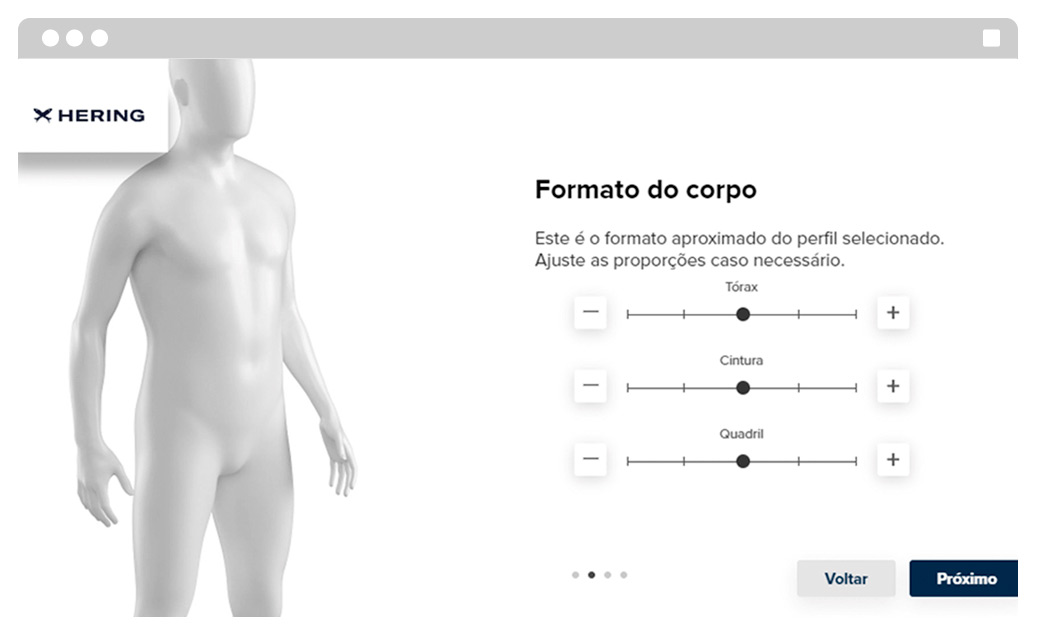 HERING
Formato do corpo
Este é o formato aproximado do perfil selecionado.
Ajuste as proporções caso necessário.
Tórax
Cintura
Quadril
Voltar
Próximo